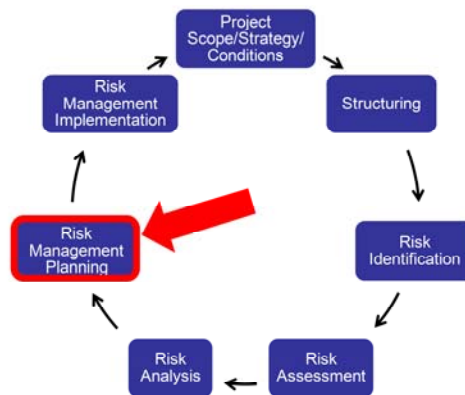 Project
Scope/Strategy/
Conditions
Structuring
Risk
Identification
Risk
Assessment
Risk
Analysis
Risk
Management
Planning
Risk
Management
Implementation